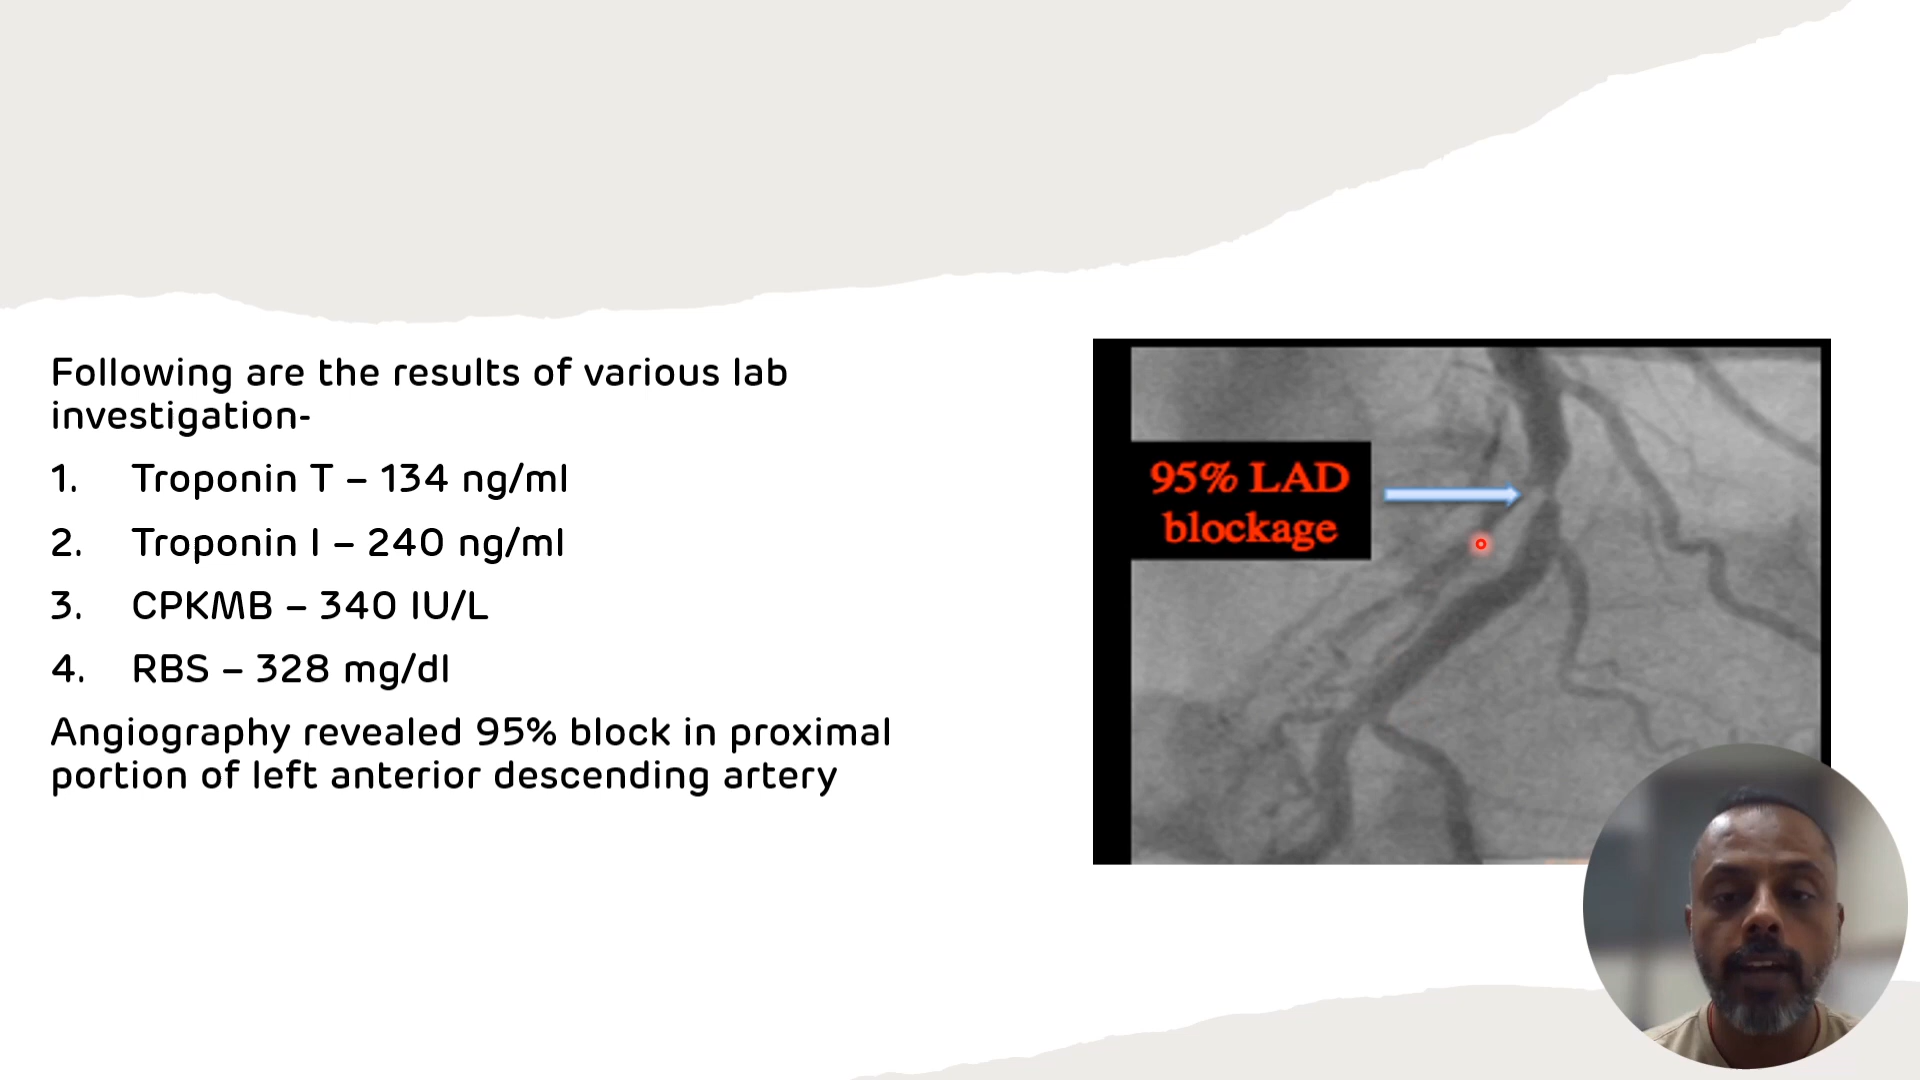 Following are the results of various lab
investigation-
1. Troponin T – 134 ng/ml
2. Troponin I – 240 ng/ml
3. CPKMB – 340 IU/L
4. RBS – 328 mg/dl
Angiography revealed 95% block in proximal
portion of left anterior descending artery
95% LAD
blockage